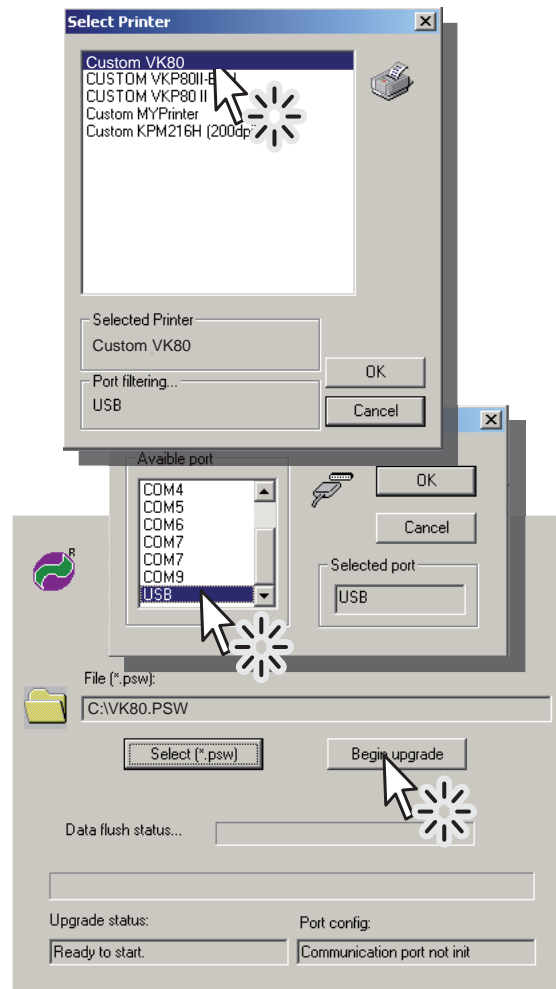 Select Printer
Custom VK80
CUSTOM VKP80II-
CUSTOM VKP80 II
Custom MYPrinter
Custom KPM216H (200dpi)
Selected Printer
Custom VK80
OK
Port filtering...
USB
Cancel
Avaible port
COM4
COM5
COM6
COM7
COM7
COM9
USB
OK
Cancel
Selected port
USB
R
File (*.psw):
C:\VK80.PSW
Select (*.psw)
Begin upgrade
Data flush status...
Upgrade status:
Port config:
Ready to start.
Communication port not init